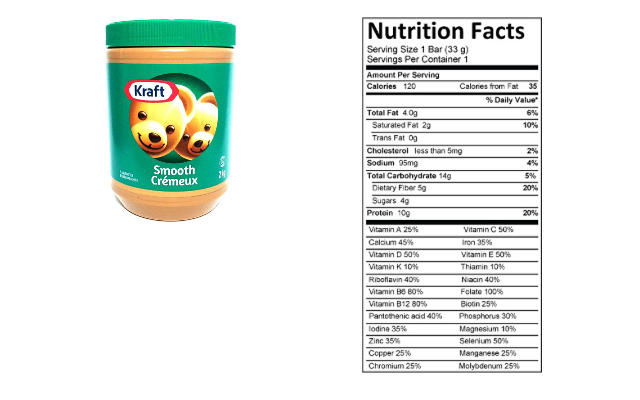 Kraft
Smooth
Crémeux
2 kg
Nutrition Facts
Serving Size 1 Bar (33 g)
Servings Per Container 1
Amount Per Serving
Calories 120 Calories from Fat 35
% Daily Value*
Total Fat 4.0g 6%
Saturated Fat 2g 10%
Trans Fat 0g
Cholesterol less than 5mg 2%
Sodium 95mg 4%
Total Carbohydrate 14g 5%
Dietary Fiber 5g 20%
Sugars 4g
Protein 10g 20%
Vitamin A 25% Vitamin C 50%
Calcium 45% Iron 35%
Vitamin D 50% Vitamin E 50%
Vitamin K 10% Thiamin 10%
Riboflavin 40% Niacin 40%
Vitamin B6 80% Folate 100%
Vitamin B12 80% Biotin 25%
Pantothenic acid 40% Phosphorus 30%
Iodine 35% Magnesium 10%
Zinc 35% Selenium 50%
Copper 25% Manganese 25%
Chromium 25% Molybdenum 25%